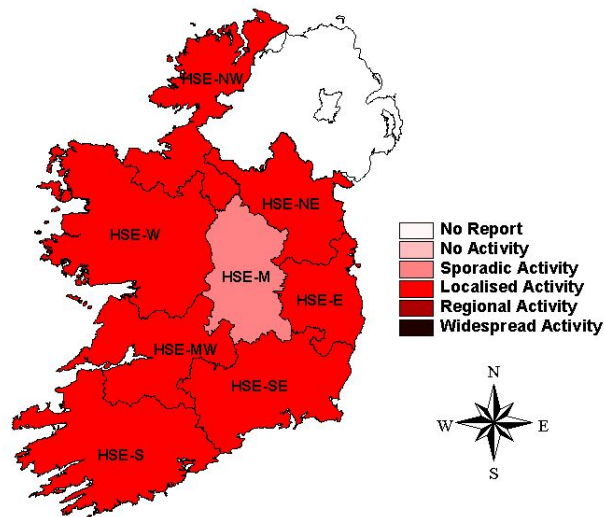 HSE-NW
HSE-NE
HSE-W
HSE-M
HSE-E
HSE-MW
HSE-SE
HSE-S
No Report
No Activity
Sporadic Activity
Localised Activity
Regional Activity
Widespread Activity
N
W E
S